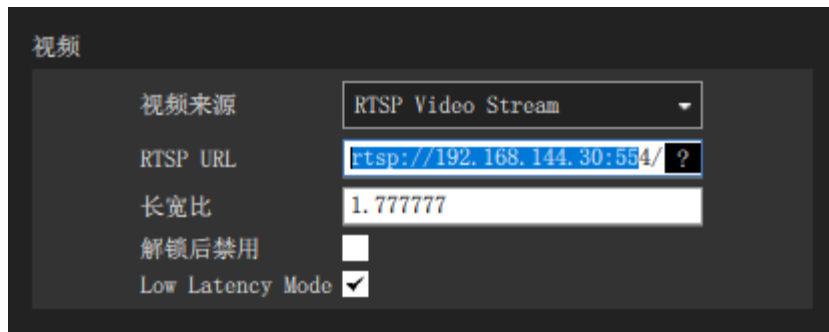 视频
视频来源 RTSP Video Stream
RTSP URL rtsp://192.168.144.30:554/ ?
长宽比 1.777777
解锁后禁用
Low Latency Mode